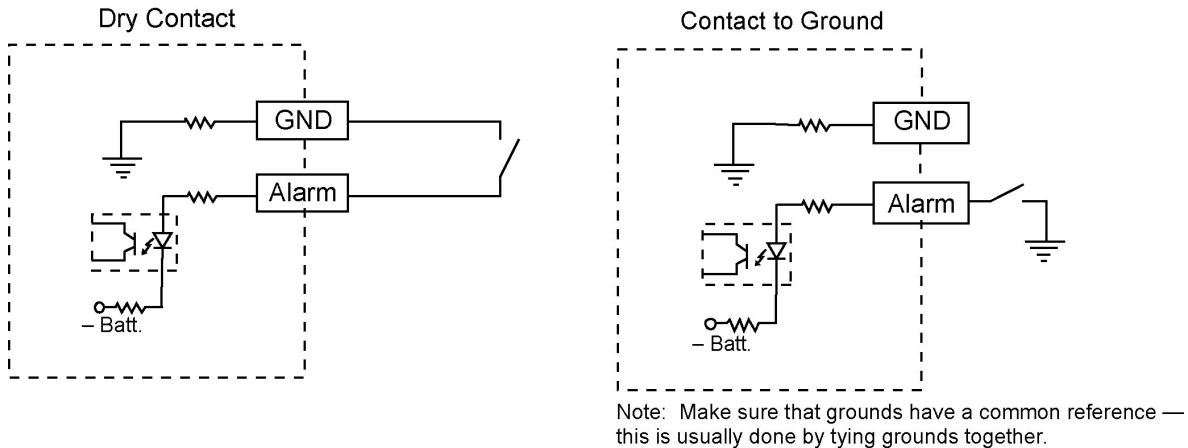 Dry Contact
GND
Alarm
– Batt.
Contact to Ground
GND
Alarm
– Batt.
Note: Make sure that grounds have a common reference —
this is usually done by tying grounds together.